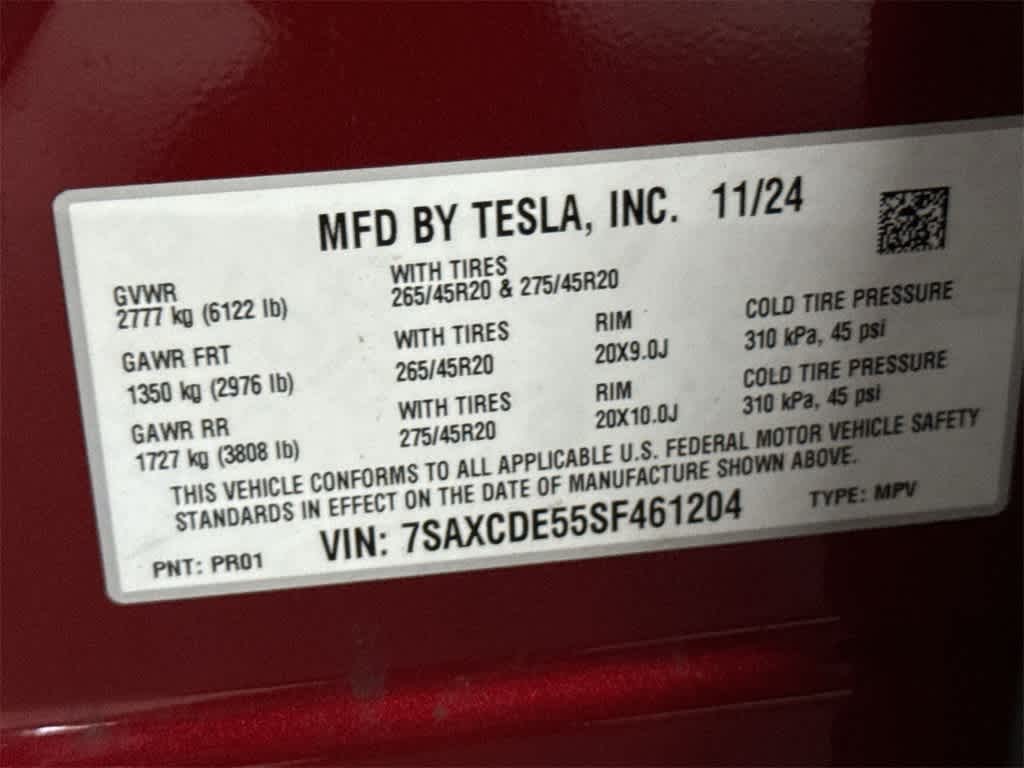 MFD BY TESLA, INC. 11/24
GVWR
2777 kg (6122 lb)
WITH TIRES
265/45R20 & 275/45R20
GAWR FRT
1350 kg (2976 lb)
WITH TIRES
265/45R20
RIM
20X9.0J
COLD TIRE PRESSURE
310 kPa, 45 psi
GAWR RR
1727 kg (3808 lb)
WITH TIRES
275/45R20
RIM
20X10.0J
COLD TIRE PRESSURE
310 kPa, 45 psi
THIS VEHICLE CONFORMS TO ALL APPLICABLE U.S. FEDERAL MOTOR VEHICLE SAFETY
STANDARDS IN EFFECT ON THE DATE OF MANUFACTURE SHOWN ABOVE.
PNT: PR01 VIN: 7SAXCDE55SF461204 TYPE: MPV